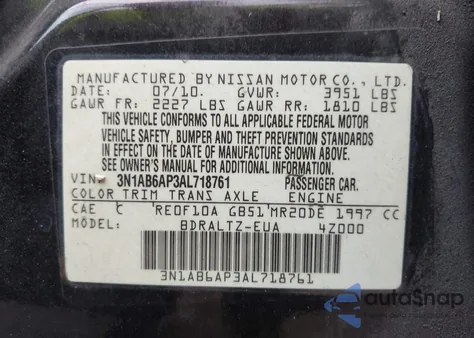 MANUFACTURED BY NISSAN MOTOR CO., LTD.
DATE: 07/10. GVWR: 3951 LBS
GAWR FR: 2227 LBS GAWR RR: 1810 LBS
THIS VEHICLE CONFORMS TO ALL APPLICABLE FEDERAL MOTOR
VEHICLE SAFETY, BUMPER AND THEFT PREVENTION STANDARDS
IN EFFECT ON THE DATE OF MANUFACTURE SHOWN ABOVE.
SEE OWNER'S MANUAL FOR ADDITIONAL INFORMATION.
VIN: 3N1AB6AP3AL718761 PASSENGER CAR.
COLOR TRIM TRANS AXLE ENGINE
CAE C RE0F10A GB51 MR20DE 1997 CC
MODEL: BDRALTZ-EUA 4Z000
3N1AB6AP3AL718761
autoSnap